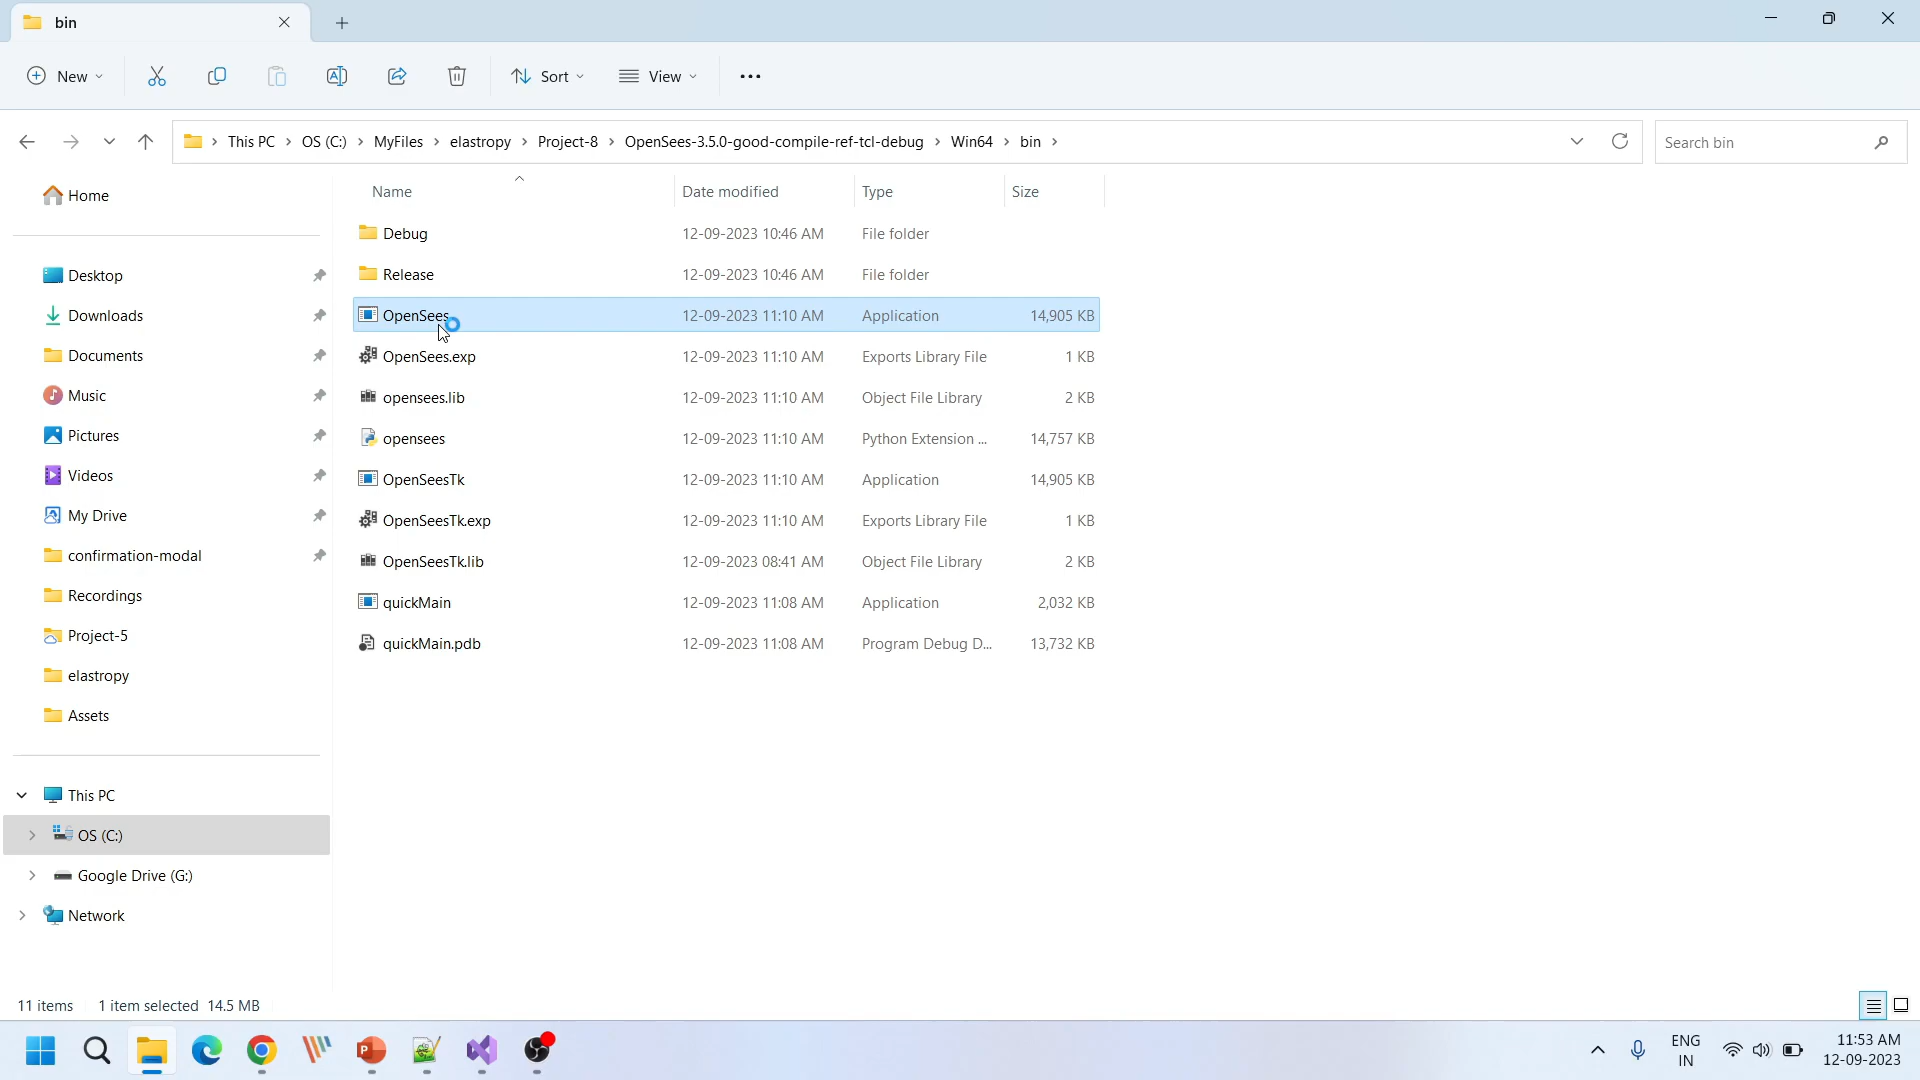 bin
New
Sort
View
This PC
OS (C:)
MyFiles
elastropy
Project-8
OpenSees-3.5.0-good-compile-ref-tcl-debug
Win64
bin
Search bin
Home
Desktop
Downloads
Documents
Music
Pictures
Videos
My Drive
confirmation-modal
Recordings
Project-5
elastropy
Assets
This PC
OS (C:)
Google Drive (G:)
Network
Name Date modified Type Size
Debug 12-09-2023 10:46 AM File folder
Release 12-09-2023 10:46 AM File folder
OpenSees 12-09-2023 11:10 AM Application 14,905 KB
OpenSees.exp 12-09-2023 11:10 AM Exports Library File 1 KB
opensees.lib 12-09-2023 11:10 AM Object File Library 2 KB
opensees 12-09-2023 11:10 AM Python Extension ... 14,757 KB
OpenSeesTk 12-09-2023 11:10 AM Application 14,905 KB
OpenSeesTk.exp 12-09-2023 11:10 AM Exports Library File 1 KB
OpenSeesTk.lib 12-09-2023 08:41 AM Object File Library 2 KB
quickMain 12-09-2023 11:08 AM Application 2,032 KB
quickMain.pdb 12-09-2023 11:08 AM Program Debug D... 13,732 KB
11 items 1 item selected 14.5 MB
ENG
IN
11:53 AM
12-09-2023